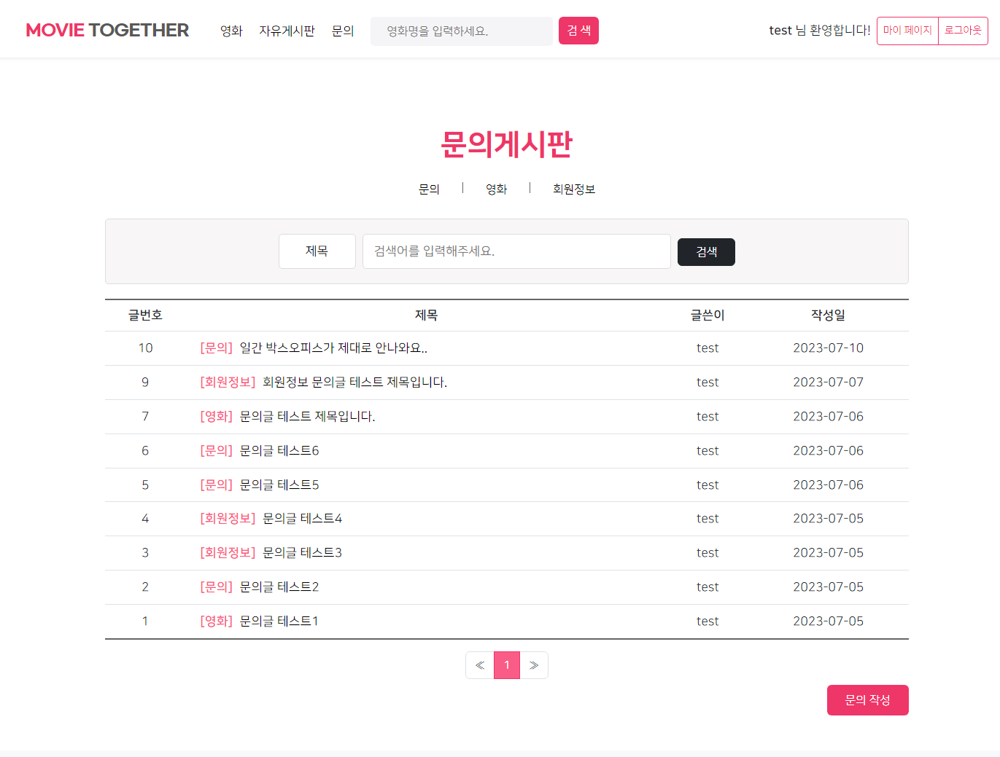 MOVIE TOGETHER 영화 자유게시판 문의 영화명을 입력하세요. 검 색 test 님 환영합니다! 마이 페이지 로그아웃
문의게시판
문의 | 영화 | 회원정보
제목 검색어를 입력해주세요. 검색
글번호 제목 글쓴이 작성일
10 [문의] 일간 박스오피스가 제대로 안나와요.. test 2023-07-10
9 [회원정보] 회원정보 문의글 테스트 제목입니다. test 2023-07-07
7 [영화] 문의글 테스트 제목입니다. test 2023-07-06
6 [문의] 문의글 테스트6 test 2023-07-06
5 [문의] 문의글 테스트5 test 2023-07-06
4 [회원정보] 문의글 테스트4 test 2023-07-05
3 [회원정보] 문의글 테스트3 test 2023-07-05
2 [문의] 문의글 테스트2 test 2023-07-05
1 [영화] 문의글 테스트1 test 2023-07-05
≪ 1 ≫
문의 작성